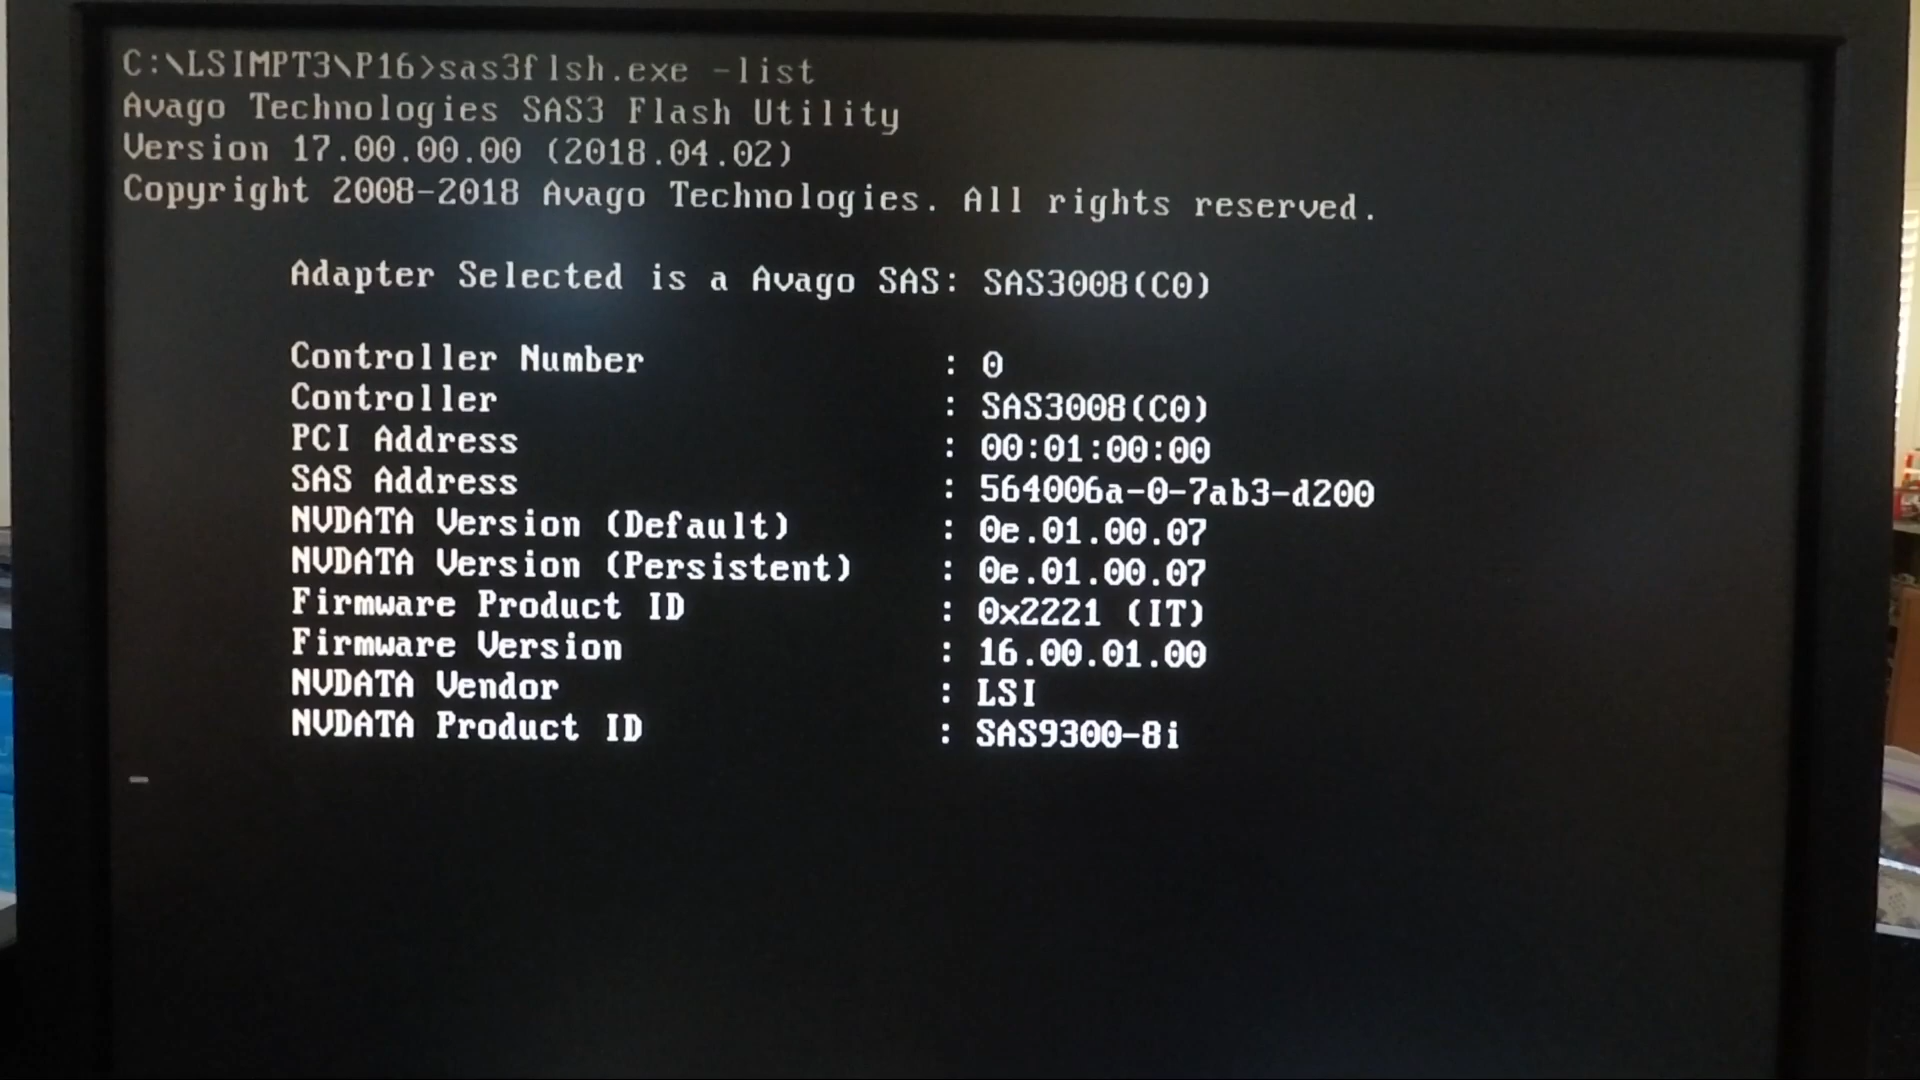 C:\LSIMPT3\P16>sas3flsh.exe -list
Avago Technologies SAS3 Flash Utility
Version 17.00.00.00 (2018.04.02)
Copyright 2008-2018 Avago Technologies. All rights reserved.
Adapter Selected is a Avago SAS: SAS3008(C0)
Controller Number : 0
Controller : SAS3008(C0)
PCI Address : 00:01:00:00
SAS Address : 564006a-0-7ab3-d200
NVDATA Version (Default) : 0e.01.00.07
NVDATA Version (Persistent) : 0e.01.00.07
Firmware Product ID : 0x2221 (IT)
Firmware Version : 16.00.01.00
NVDATA Vendor : LSI
NVDATA Product ID : SAS9300-8i